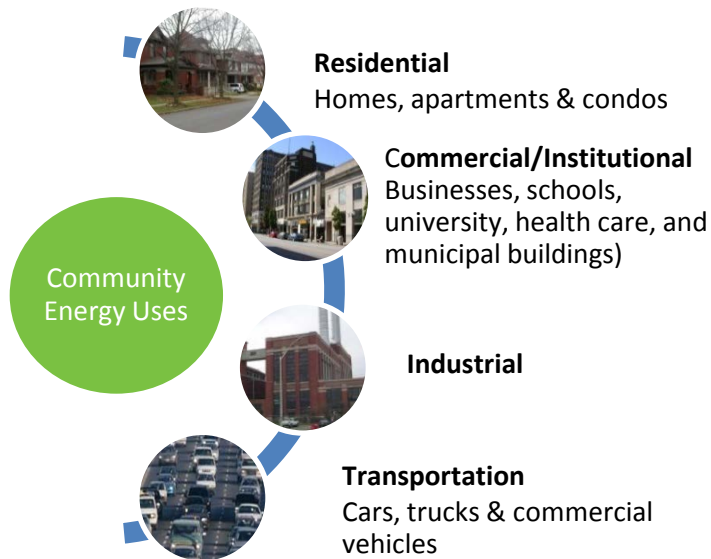 Residential
Homes, apartments & condos
Commercial/Institutional
Businesses, schools,
university, health care, and
municipal buildings)
Community
Energy Uses
Industrial
Transportation
Cars, trucks & commercial
vehicles